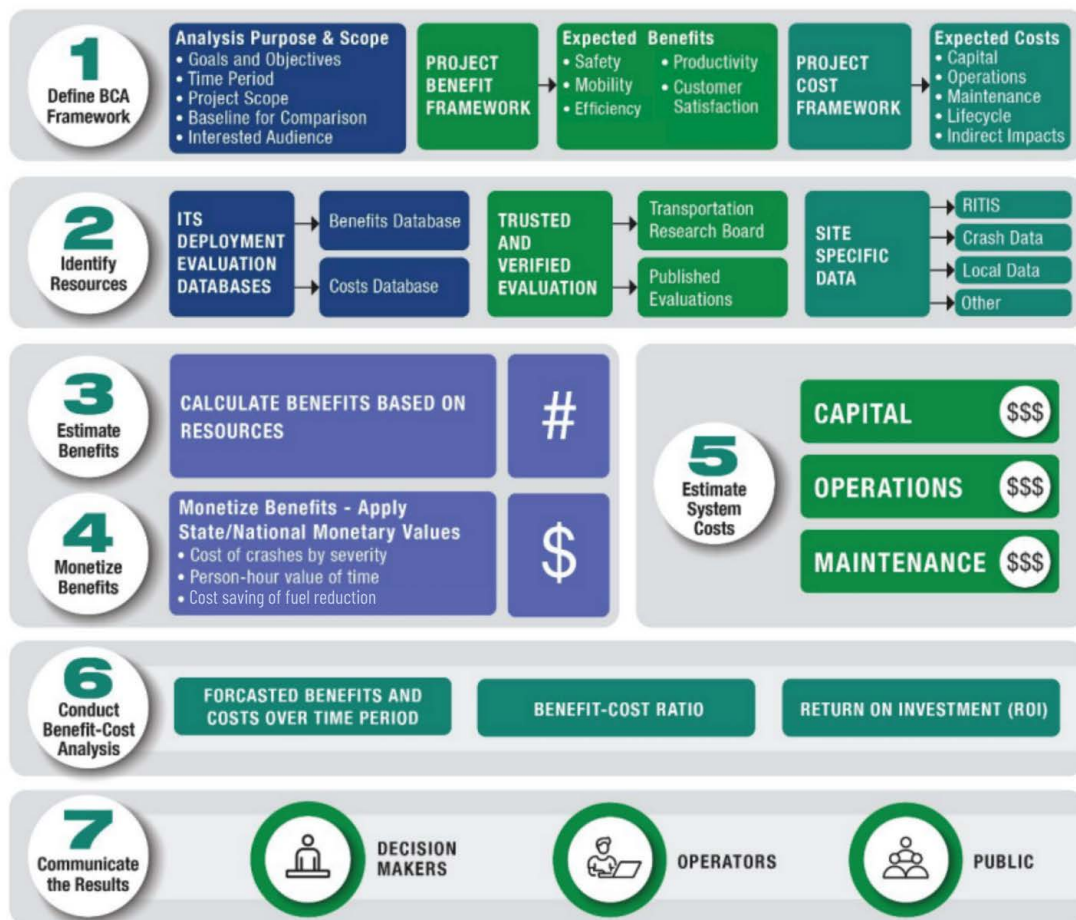 1
Define BCA
Framework
Analysis Purpose & Scope
• Goals and Objectives
• Time Period
• Project Scope
• Baseline for Comparison
• Interested Audience
PROJECT
BENEFIT
FRAMEWORK
Expected Benefits
• Safety
• Mobility
• Efficiency
• Productivity
• Customer
Satisfaction
PROJECT
COST
FRAMEWORK
Expected Costs
• Capital
• Operations
• Maintenance
• Lifecycle
• Indirect Impacts
2
Identify
Resources
ITS
DEPLOYMENT
EVALUATION
DATABASES
Benefits Database
Costs Database
TRUSTED
AND
VERIFIED
EVALUATION
Transportation
Research Board
Published
Evaluations
SITE
SPECIFIC
DATA
RITIS
Crash Data
Local Data
Other
3
Estimate
Benefits
CALCULATE BENEFITS BASED ON
RESOURCES
#
4
Monetize
Benefits
Monetize Benefits - Apply
State/National Monetary Values
• Cost of crashes by severity
• Person-hour value of time
• Cost saving of fuel reduction
$
5
Estimate
System
Costs
CAPITAL $$$
OPERATIONS $$$
MAINTENANCE $$$
6
Conduct
Benefit-Cost
Analysis
FORCASTED BENEFITS AND
COSTS OVER TIME PERIOD
BENEFIT-COST RATIO
RETURN ON INVESTMENT (ROI)
7
Communicate
the Results
DECISION
MAKERS
OPERATORS
PUBLIC